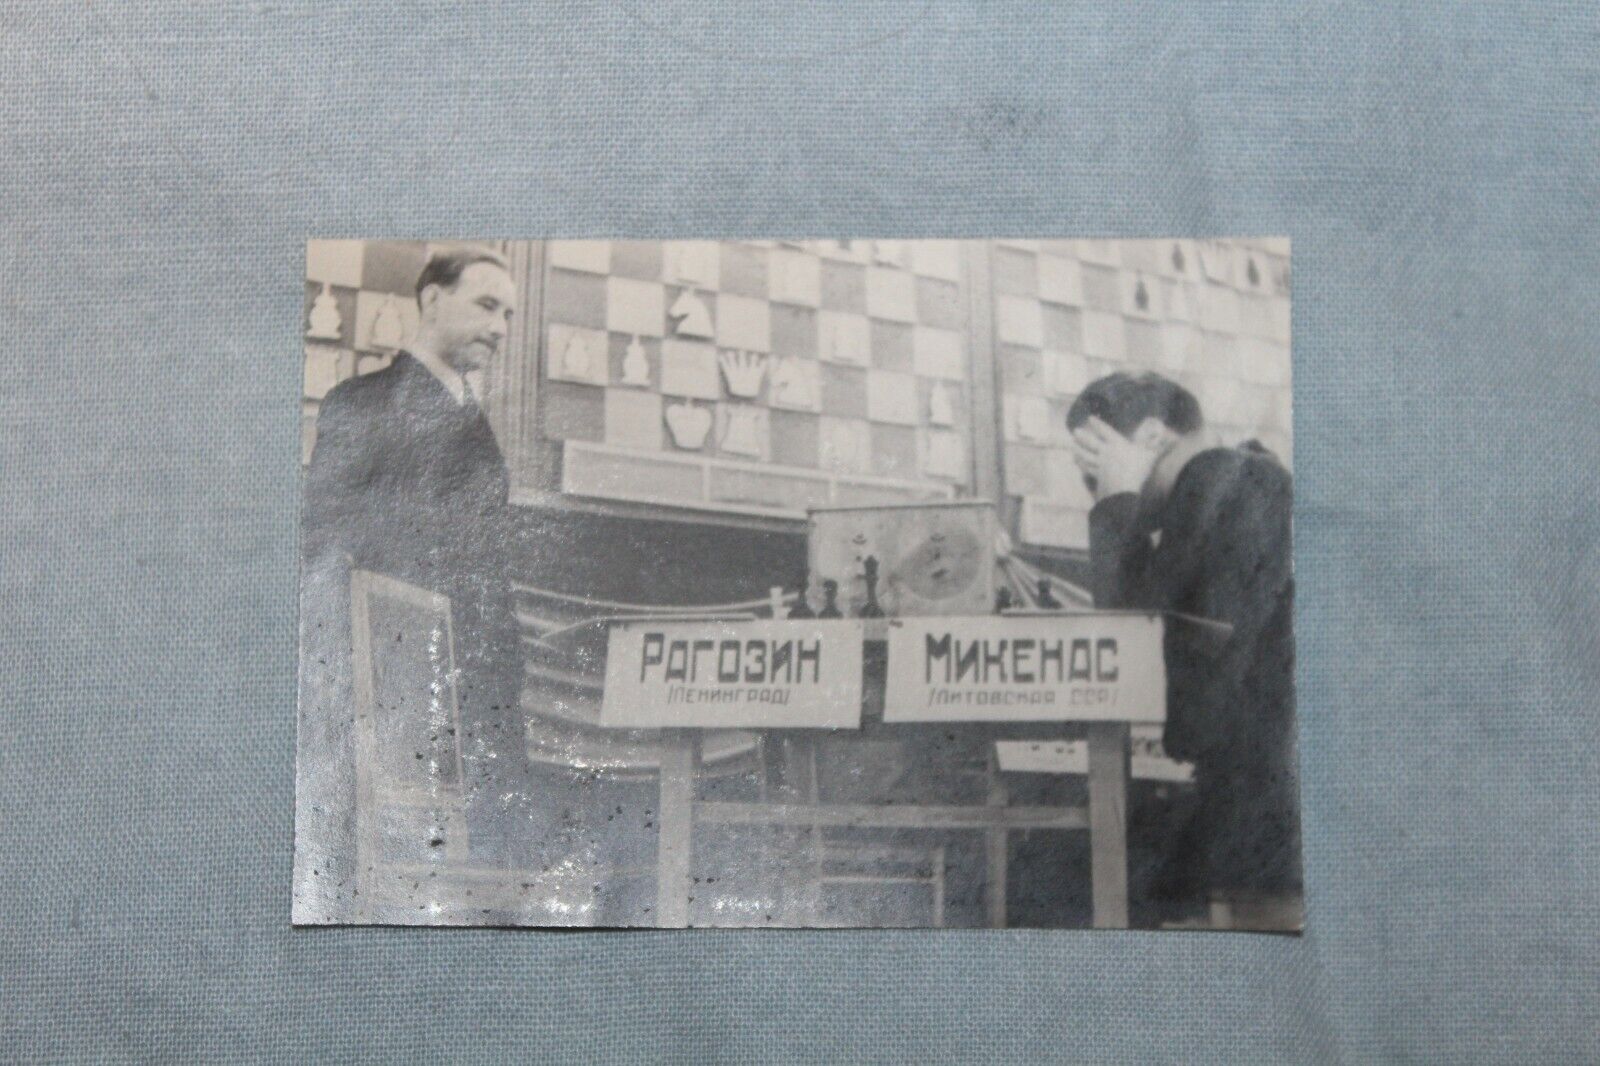 Рагозин
/Ленинград/
Микенас
/Литовская ССР/